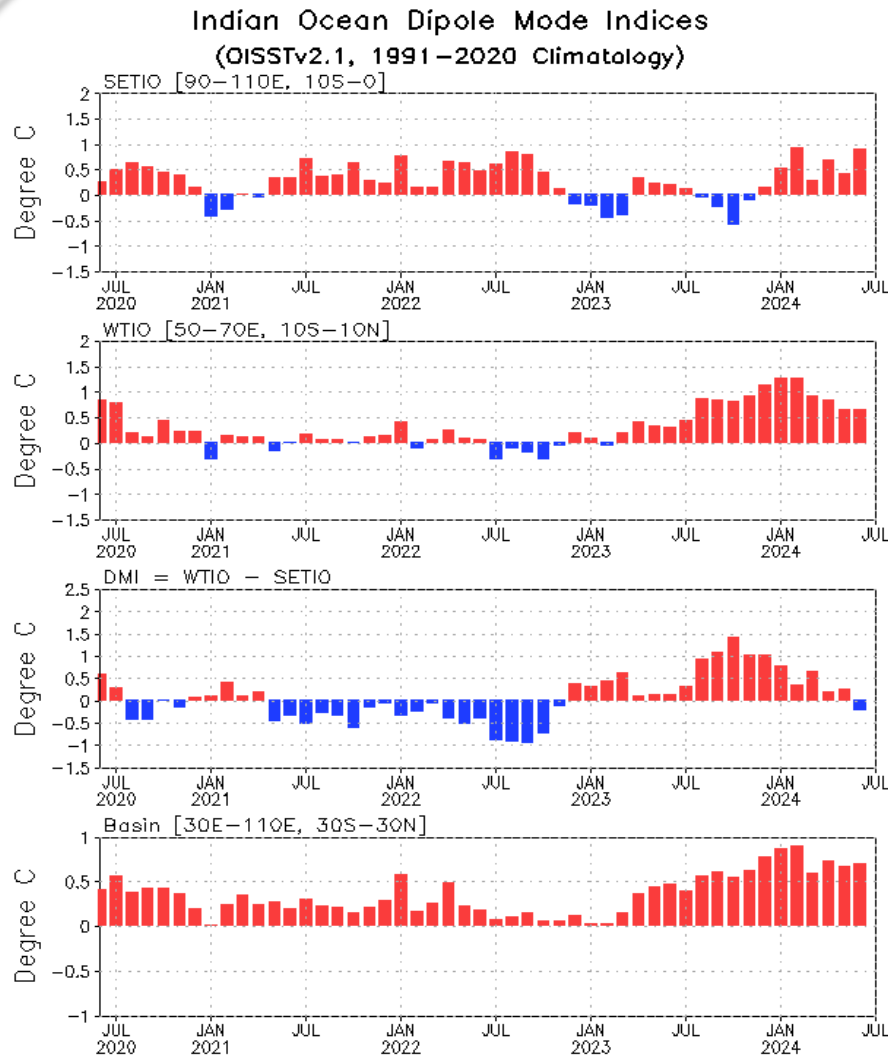 Indian Ocean Dipole Mode Indices
(OISSTv2.1, 1991-2020 Climatology)
SETIO [90-110E, 10S-0]
Degree C
2
1.5
1
0.5
0
-0.5
-1
-1.5
JUL JAN JUL JAN JUL JAN JUL JAN JUL
2020 2021 2022 2023 2024
WTIO [50-70E, 10S-10N]
Degree C
2
1.5
1
0.5
0
-0.5
-1
-1.5
JUL JAN JUL JAN JUL JAN JUL JAN JUL
2020 2021 2022 2023 2024
DMI = WTIO - SETIO
Degree C
2.5
2
1.5
1
0.5
0
-0.5
-1
-1.5
JUL JAN JUL JAN JUL JAN JUL JAN JUL
2020 2021 2022 2023 2024
Basin [30E-110E, 30S-30N]
Degree C
1
0.5
0
-0.5
-1
JUL JAN JUL JAN JUL JAN JUL JAN JUL
2020 2021 2022 2023 2024